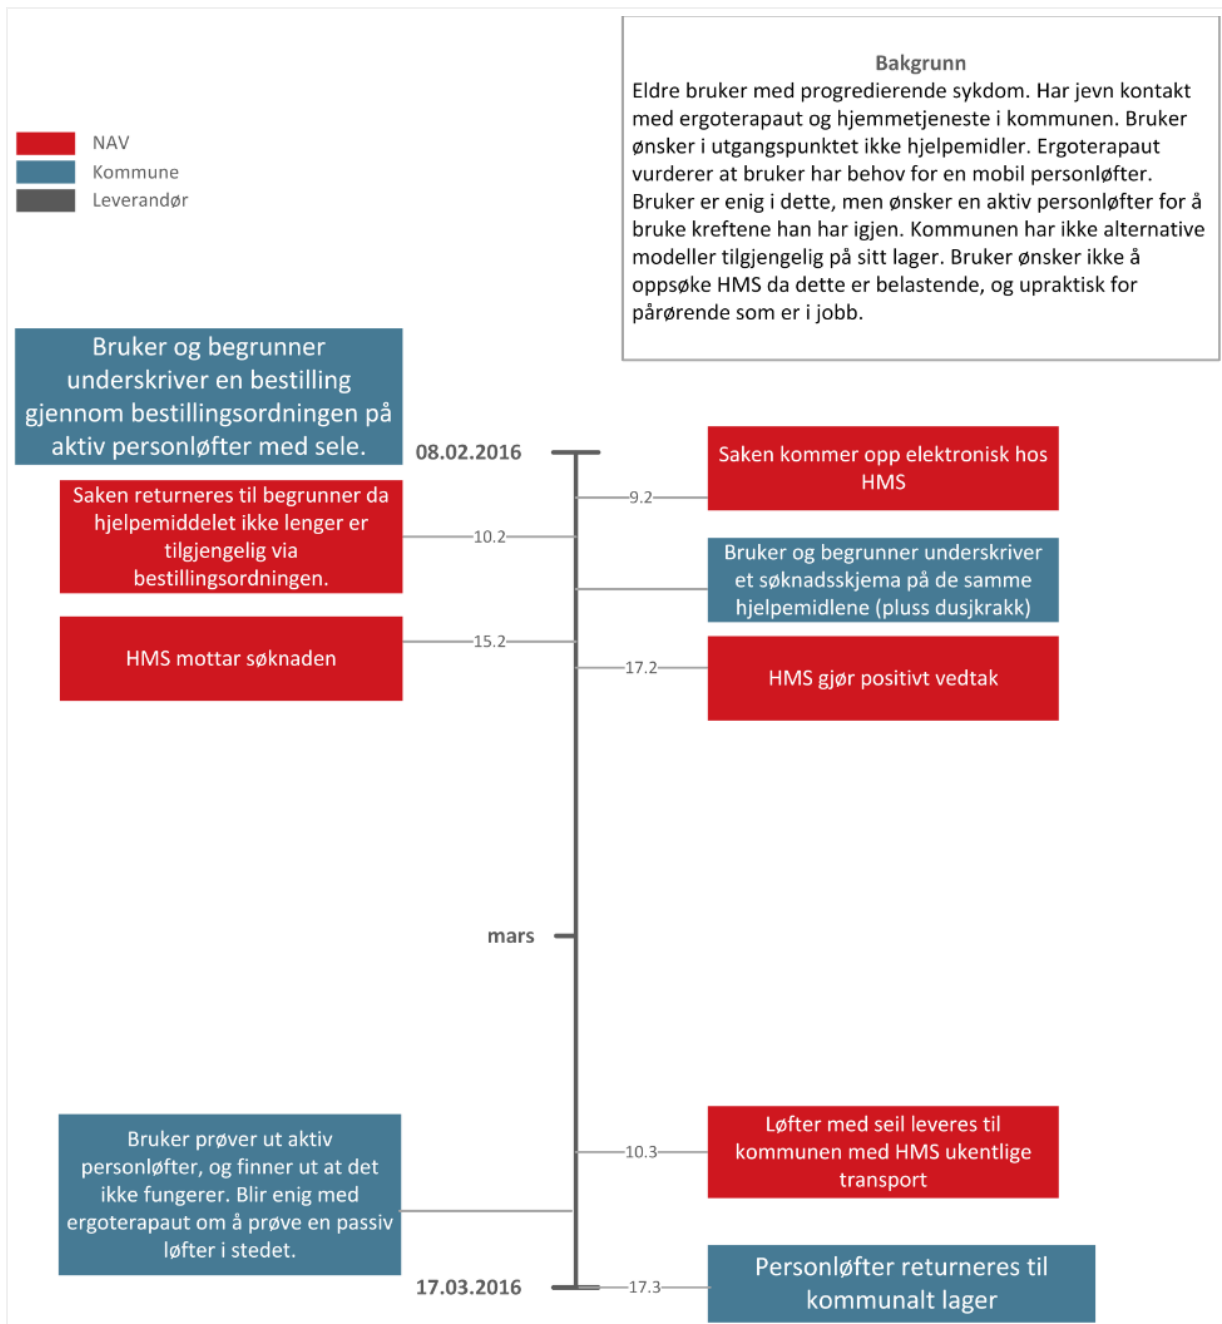 Bakgrunn
Eldre bruker med progredierende sykdom. Har jevn kontakt
med ergoterapaut og hjemmetjeneste i kommunen. Bruker
ønsker i utgangspunktet ikke hjelpemidler. Ergoterapaut
vurderer at bruker har behov for en mobil personløfter.
Bruker er enig i dette, men ønsker en aktiv personløfter for å
bruke kreftene han har igjen. Kommunen har ikke alternative
modeller tilgjengelig på sitt lager. Bruker ønsker ikke å
oppsøke HMS da dette er belastende, og upraktisk for
pårørende som er i jobb.
NAV
Kommune
Leverandør
Bruker og begrunner
underskriver en bestilling
gjennom bestillingsordningen på
aktiv personløfter med sele.
08.02.2016
Saken kommer opp elektronisk hos
HMS
9.2
Saken returneres til begrunner da
hjelpemiddelet ikke lenger er
tilgjengelig via
bestillingsordningen.
10.2
Bruker og begrunner underskriver
et søknadsskjema på de samme
hjelpemidlene (pluss dusjkrakk)
HMS mottar søknaden
15.2
17.2
HMS gjør positivt vedtak
mars
Løfter med seil leveres til
kommunen med HMS ukentlige
transport
10.3
Bruker prøver ut aktiv
personløfter, og finner ut at det
ikke fungerer. Blir enig med
ergoterapaut om å prøve en passiv
løfter i stedet.
17.03.2016
17.3
Personløfter returneres til
kommunalt lager